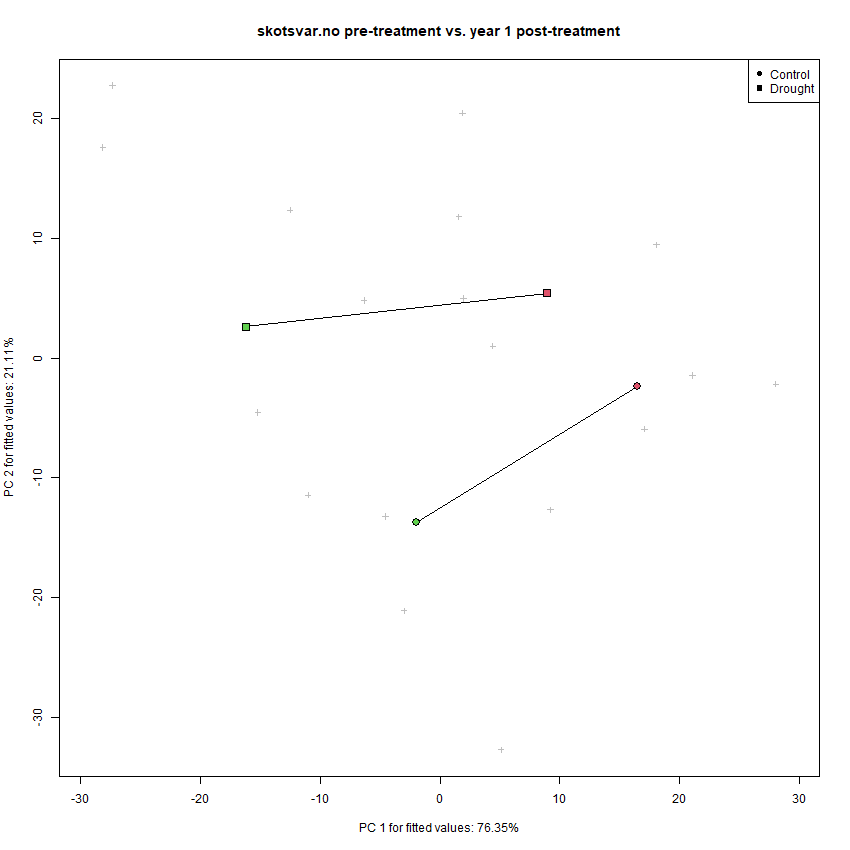 skotsvar.no pre-treatment vs. year 1 post-treatment
Control
Drought
PC 2 for fitted values: 21.11%
20
10
0
-10
-20
-30
-30
-20
-10
0
10
20
30
PC 1 for fitted values: 76.35%